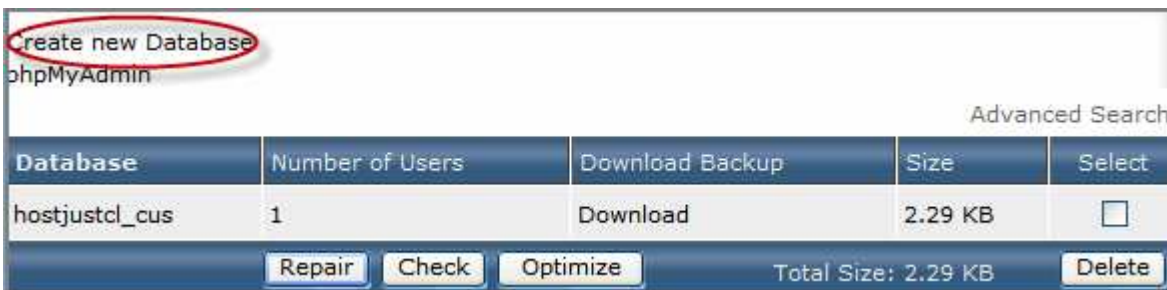 Create new Database
phpMyAdmin
Advanced Search
Database Number of Users Download Backup Size Select
hostjustcl_cus 1 Download 2.29 KB
Repair Check Optimize Total Size: 2.29 KB Delete